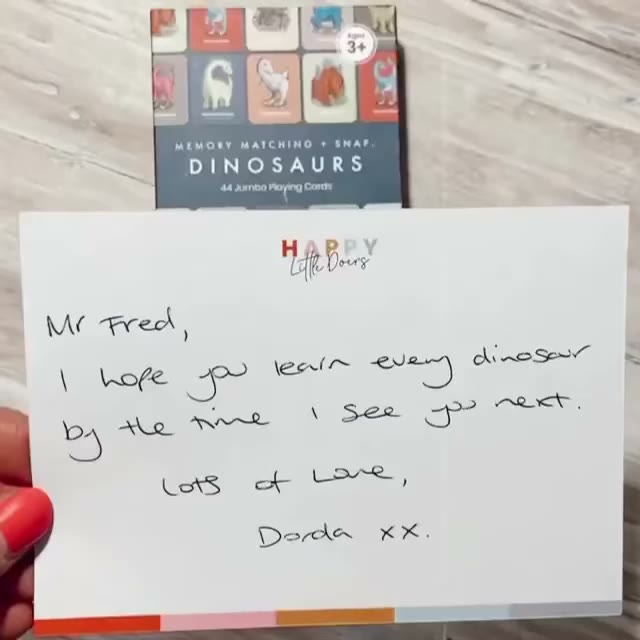 Ages
3+
MEMORY MATCHING + SNAP.
DINOSAURS
44 Jumbo Playing Cards
HAPPY
Little Doers
Mr Fred,
I hope you learn every dinosaur
by the time I see you next.
Lots of Love,
Dorda xx.